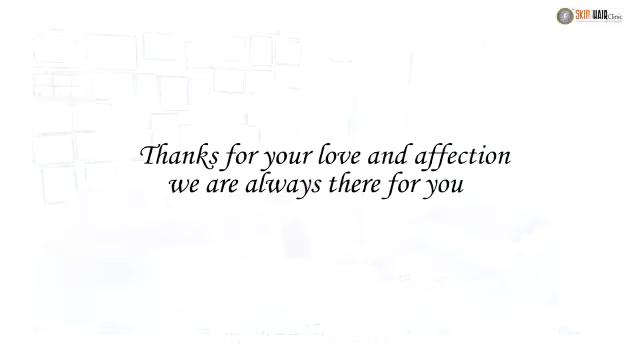 SKIN HAIR Clinic
Thanks for your love and affection
we are always there for you